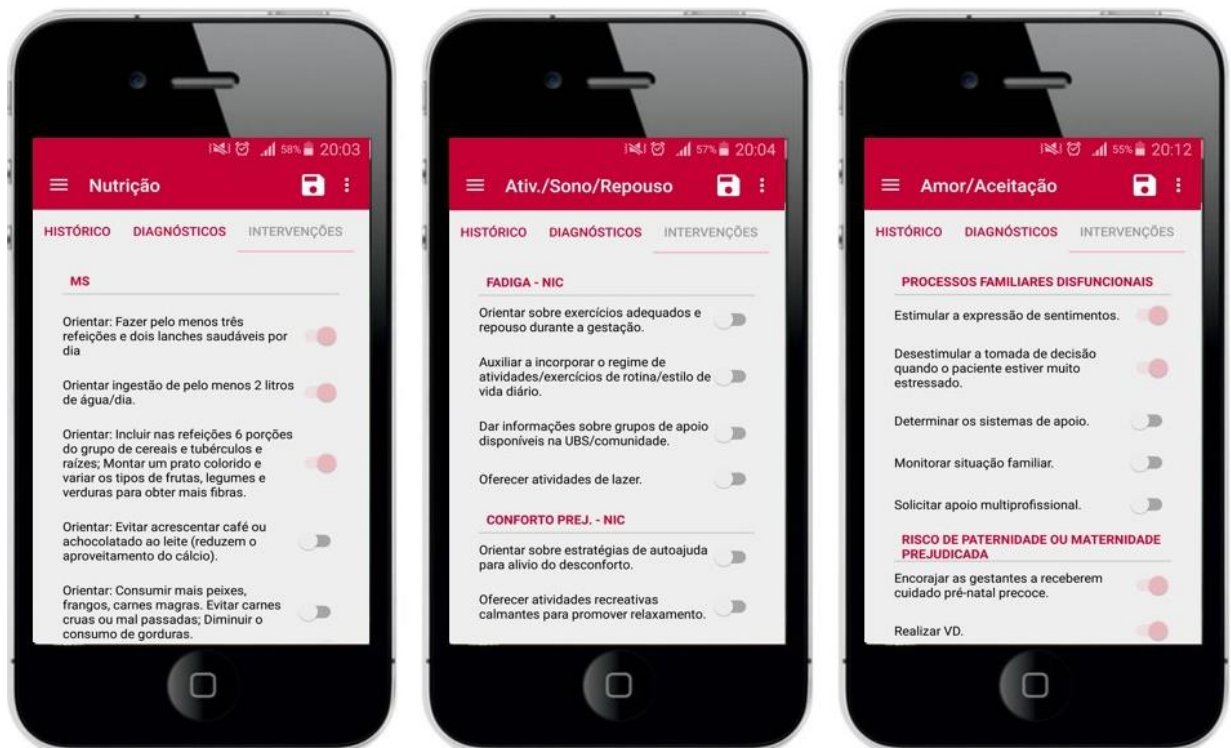 58% 20:03
Nutrição
HISTÓRICO DIAGNÓSTICOS INTERVENÇÕES
MS
Orientar: Fazer pelo menos três
refeições e dois lanches saudáveis por
dia
Orientar ingestão de pelo menos 2 litros
de água/dia.
Orientar: Incluir nas refeições 6 porções
do grupo de cereais e tubérculos e
raízes; Montar um prato colorido e
variar os tipos de frutas, legumes e
verduras para obter mais fibras.
Orientar: Evitar acrescentar café ou
achocolatado ao leite (reduzem o
aproveitamento do cálcio).
Orientar: Consumir mais peixes,
frangos, carnes magras. Evitar carnes
cruas ou mal passadas; Diminuir o
consumo de gorduras.
57% 20:04
Ativ./Sono/Repouso
HISTÓRICO DIAGNÓSTICOS INTERVENÇÕES
FADIGA - NIC
Orientar sobre exercícios adequados e
repouso durante a gestação.
Auxiliar a incorporar o regime de
atividades/exercícios de rotina/estilo de
vida diário.
Dar informações sobre grupos de apoio
disponíveis na UBS/comunidade.
Oferecer atividades de lazer.
CONFORTO PREJ. - NIC
Orientar sobre estratégias de autoajuda
para alivio do desconforto.
Oferecer atividades recreativas
calmantes para promover relaxamento.
55% 20:12
Amor/Aceitação
HISTÓRICO DIAGNÓSTICOS INTERVENÇÕES
PROCESSOS FAMILIARES DISFUNCIONAIS
Estimular a expressão de sentimentos.
Desestimular a tomada de decisão
quando o paciente estiver muito
estressado.
Determinar os sistemas de apoio.
Monitorar situação familiar.
Solicitar apoio multiprofissional.
RISCO DE PATERNIDADE OU MATERNIDADE
PREJUDICADA
Encorajar as gestantes a receberem
cuidado pré-natal precoce.
Realizar VD.